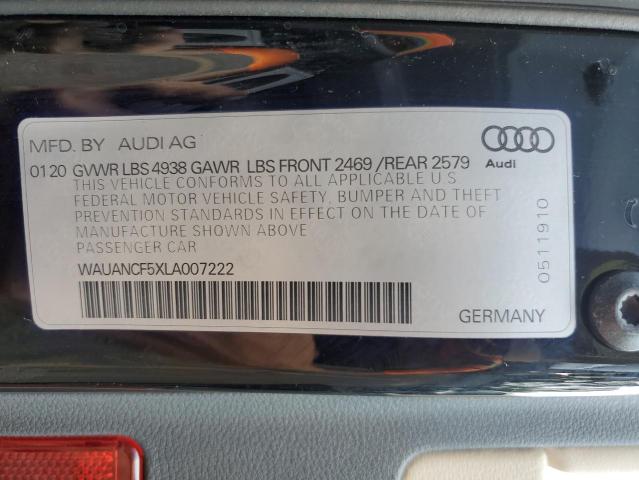 MFD. BY AUDI AG
01 20 GVWR LBS 4938 GAWR LBS FRONT 2469 /REAR 2579
Audi
THIS VEHICLE CONFORMS TO ALL APPLICABLE U S
FEDERAL MOTOR VEHICLE SAFETY, BUMPER AND THEFT
PREVENTION STANDARDS IN EFFECT ON THE DATE OF
MANUFACTURE SHOWN ABOVE
PASSENGER CAR
WAUANCF5XLA007222
GERMANY
0511910